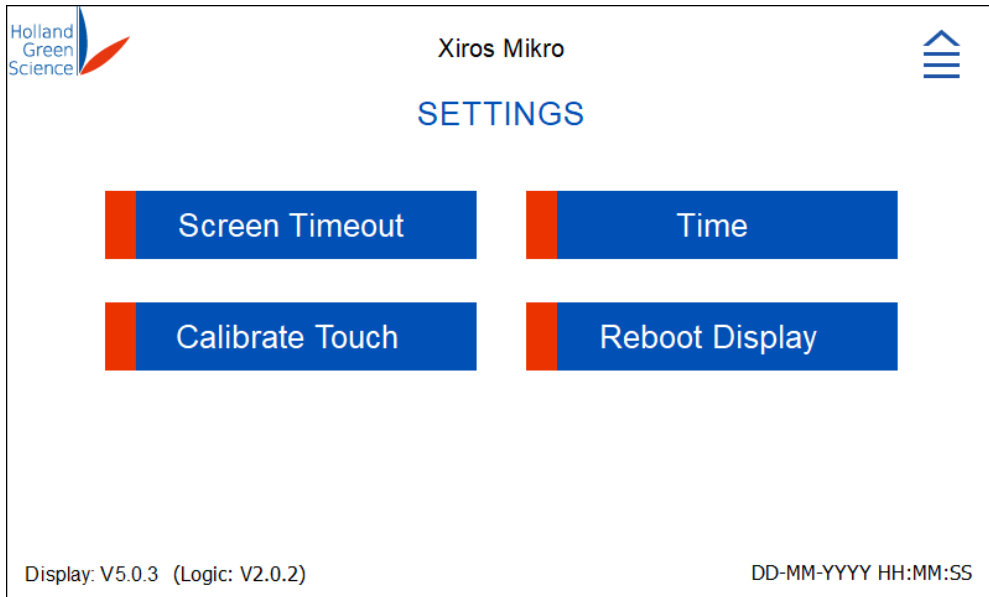 Holland
Green
Science
Xiros Mikro
SETTINGS
Screen Timeout
Time
Calibrate Touch
Reboot Display
Display: V5.0.3 (Logic: V2.0.2)
DD-MM-YYYY HH:MM:SS